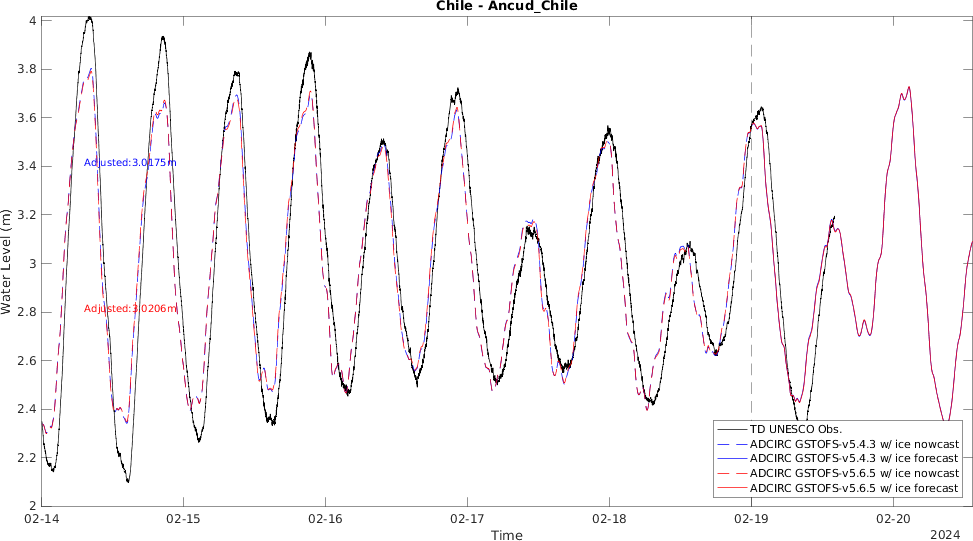 Chile - Ancud_Chile
4
3.8
3.6
3.4
3.2
3
2.8
2.6
2.4
2.2
2
Water Level (m)
Adjusted:3.0175m
Adjusted:3.0206m
TD UNESCO Obs.
ADCIRC GSTOFS-v5.4.3 w/ ice nowcast
ADCIRC GSTOFS-v5.4.3 w/ ice forecast
ADCIRC GSTOFS-v5.6.5 w/ ice nowcast
ADCIRC GSTOFS-v5.6.5 w/ ice forecast
02-14 02-15 02-16 02-17 02-18 02-19 02-20
Time
2024